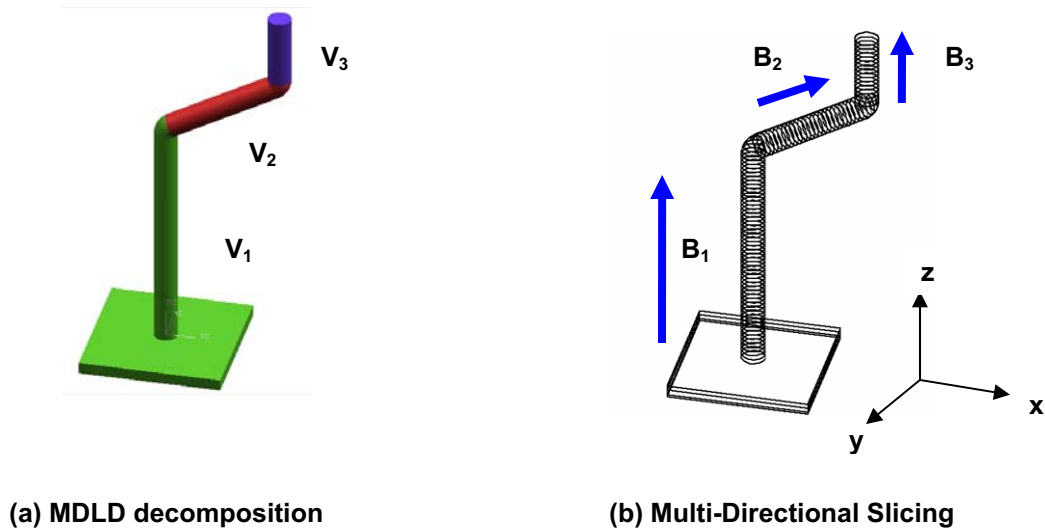 V₃
V₂
V₁
B₂
B₃
B₁
z
x
y
(a) MDLD decomposition
(b) Multi-Directional Slicing